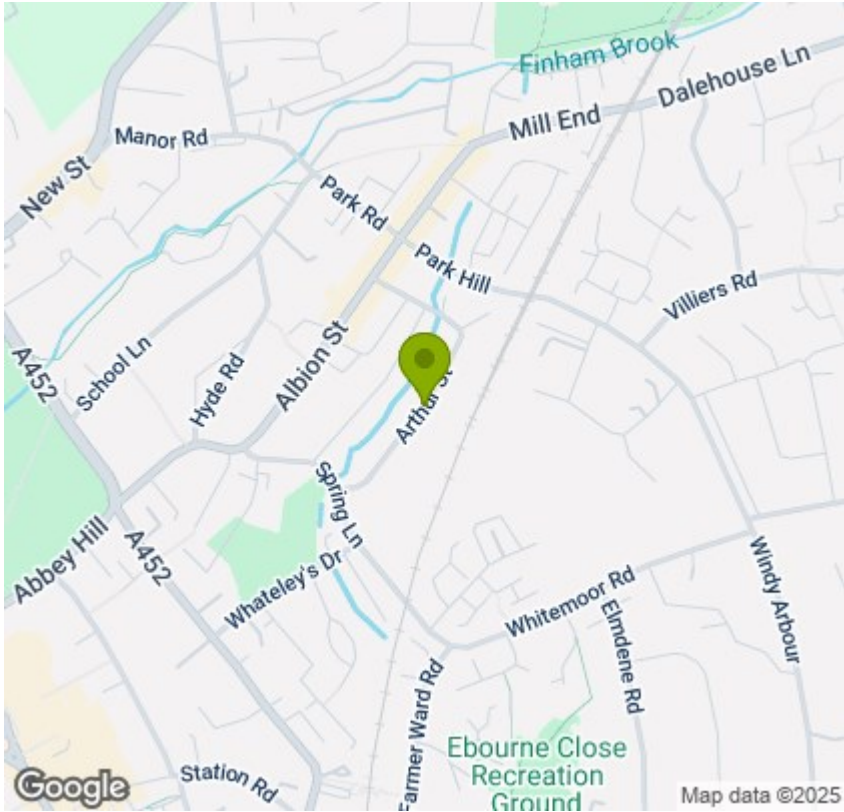 Finham Brook
Dalehouse Ln
Mill End
Manor Rd
New St
Park Rd
Park Hill
Villiers Rd
A452
School Ln
Hyde Rd
Albion St
Arthur St
Spring Ln
Abbey Hill
A452
Whateley's Dr
Whitemoor Rd
Windy Arbour
Elmdene Rd
Farmer Ward Rd
Ebourne Close
Recreation
Ground
Station Rd
Google
Map data ©2025